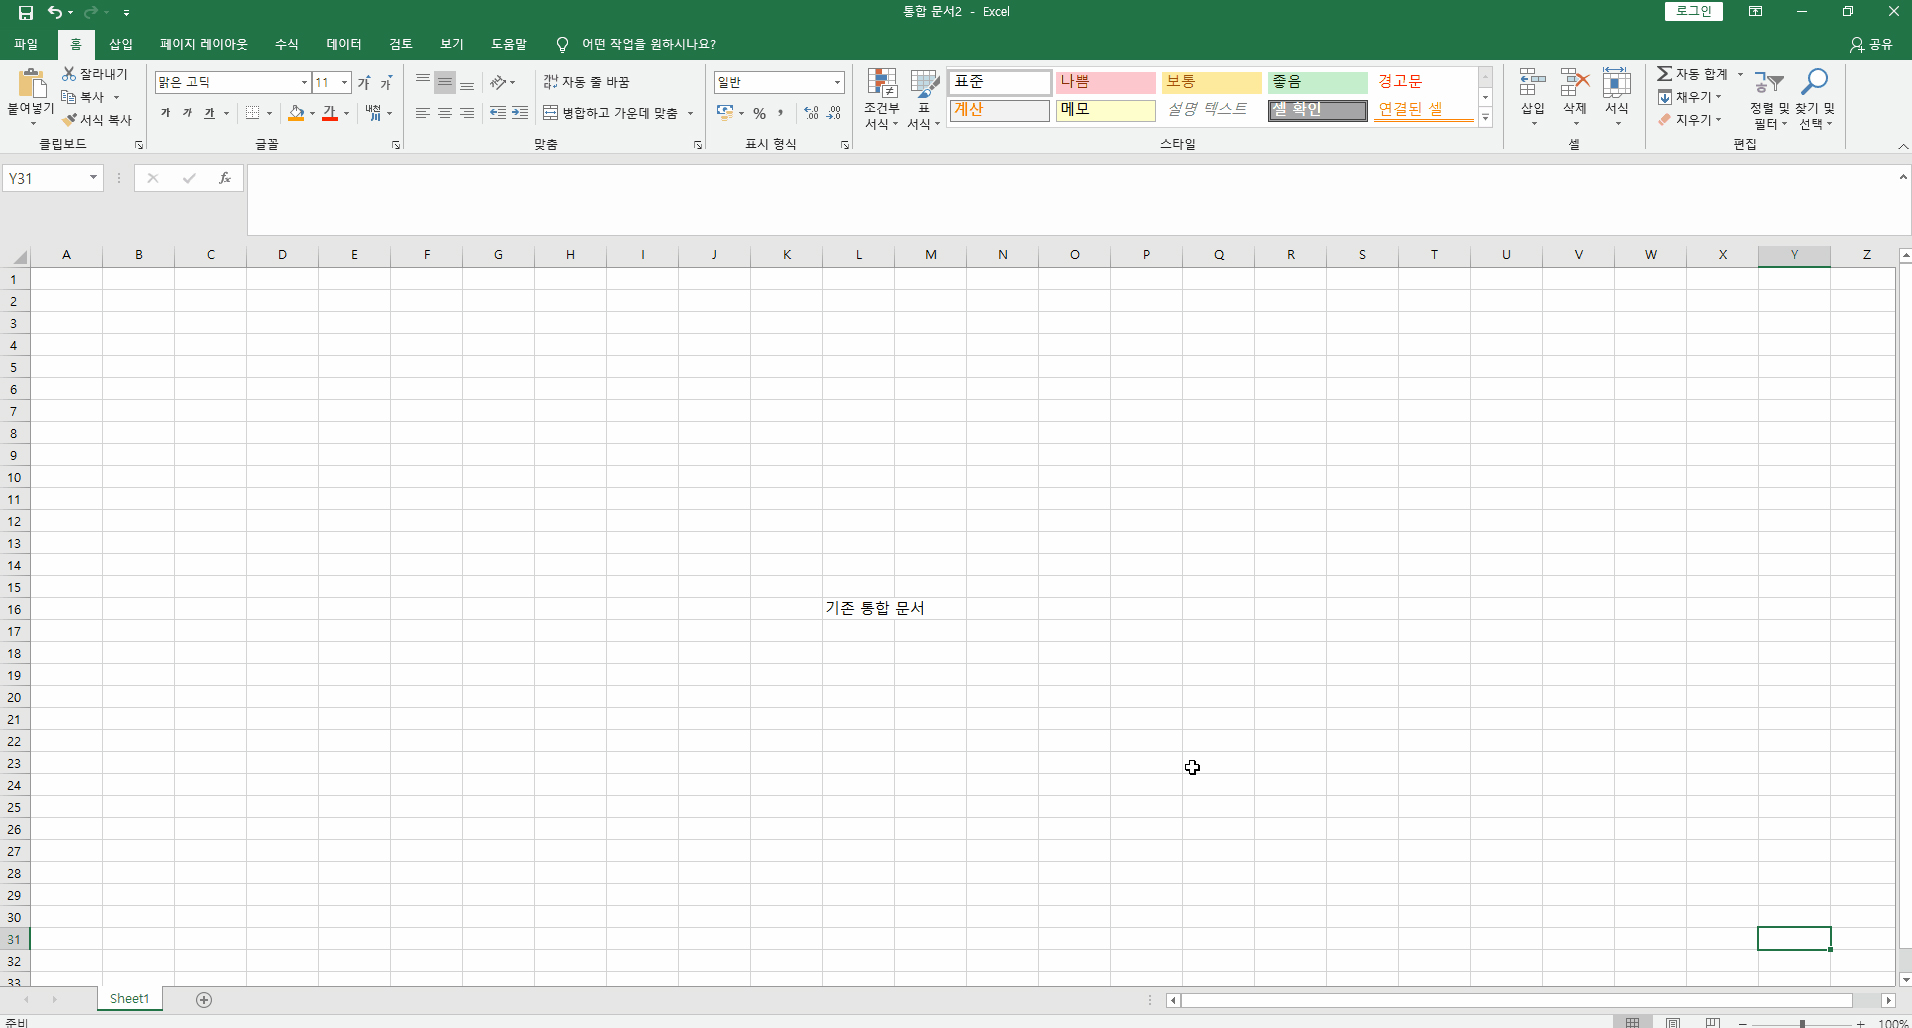 통합 문서2 - Excel
로그인
파일 홈 삽입 페이지 레이아웃 수식 데이터 검토 보기 도움말 어떤 작업을 원하시나요? 공유
붙여넣기
잘라내기
복사
서식 복사
클립보드
맑은 고딕 11 가 가
가 가 가 가 내천
글꼴
자동 줄 바꿈
병합하고 가운데 맞춤
맞춤
일반
% ,
표시 형식
조건부 서식
표 서식
표준 나쁨 보통 좋음 경고문
계산 메모 설명 텍스트 셀 확인 연결된 셀
스타일
삽입 삭제 서식
셀
자동 합계
채우기
지우기
정렬 및 필터
찾기 및 선택
편집
Y31 fx
A B C D E F G H I J K L M N O P Q R S T U V W X Y Z
1
2
3
4
5
6
7
8
9
10
11
12
13
14
15
16 기존 통합 문서
17
18
19
20
21
22
23
24
25
26
27
28
29
30
31
32
33
Sheet1
준비 100%